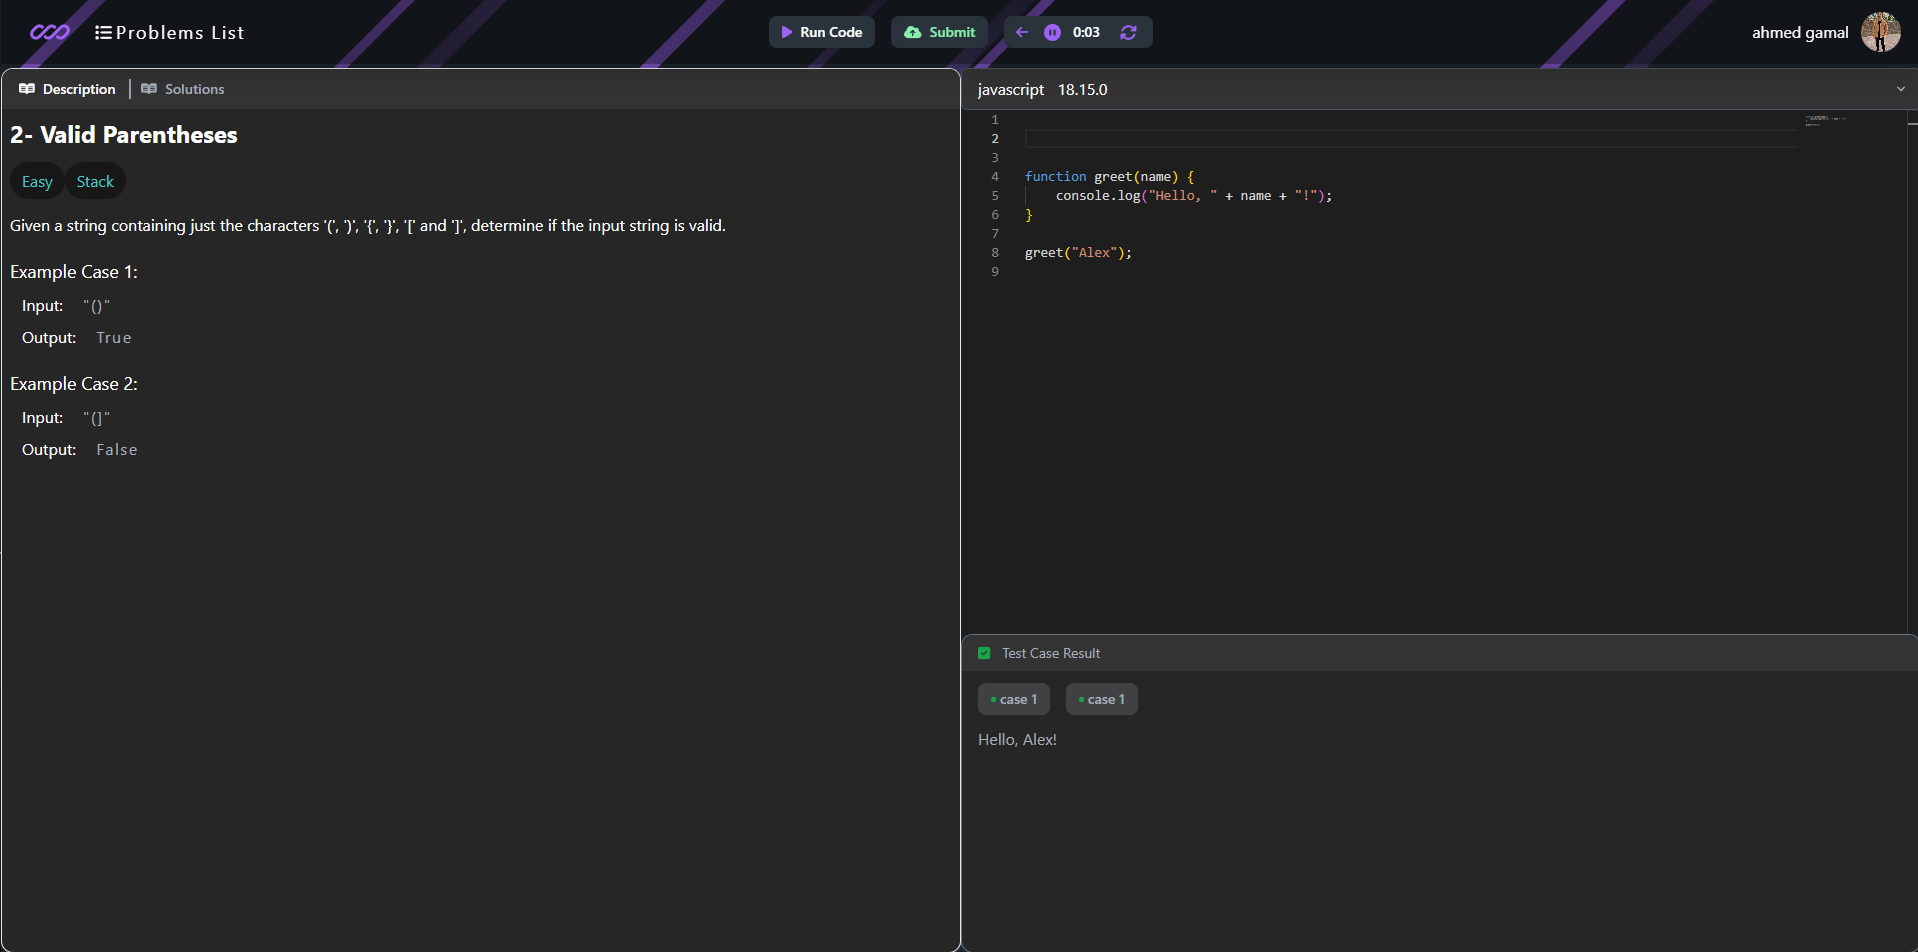 Problems List
Run Code
Submit
0:03
ahmed gamal
Description
Solutions
2- Valid Parentheses
Easy
Stack
Given a string containing just the characters '(', ')', '{', '}', '[' and ']', determine if the input string is valid.
Example Case 1:
Input: "()"
Output: True
Example Case 2:
Input: "(]"
Output: False
javascript 18.15.0
1
2
3
4 function greet(name) {
5 console.log("Hello, " + name + "!");
6 }
7
8 greet("Alex");
9
Test Case Result
case 1
case 1
Hello, Alex!